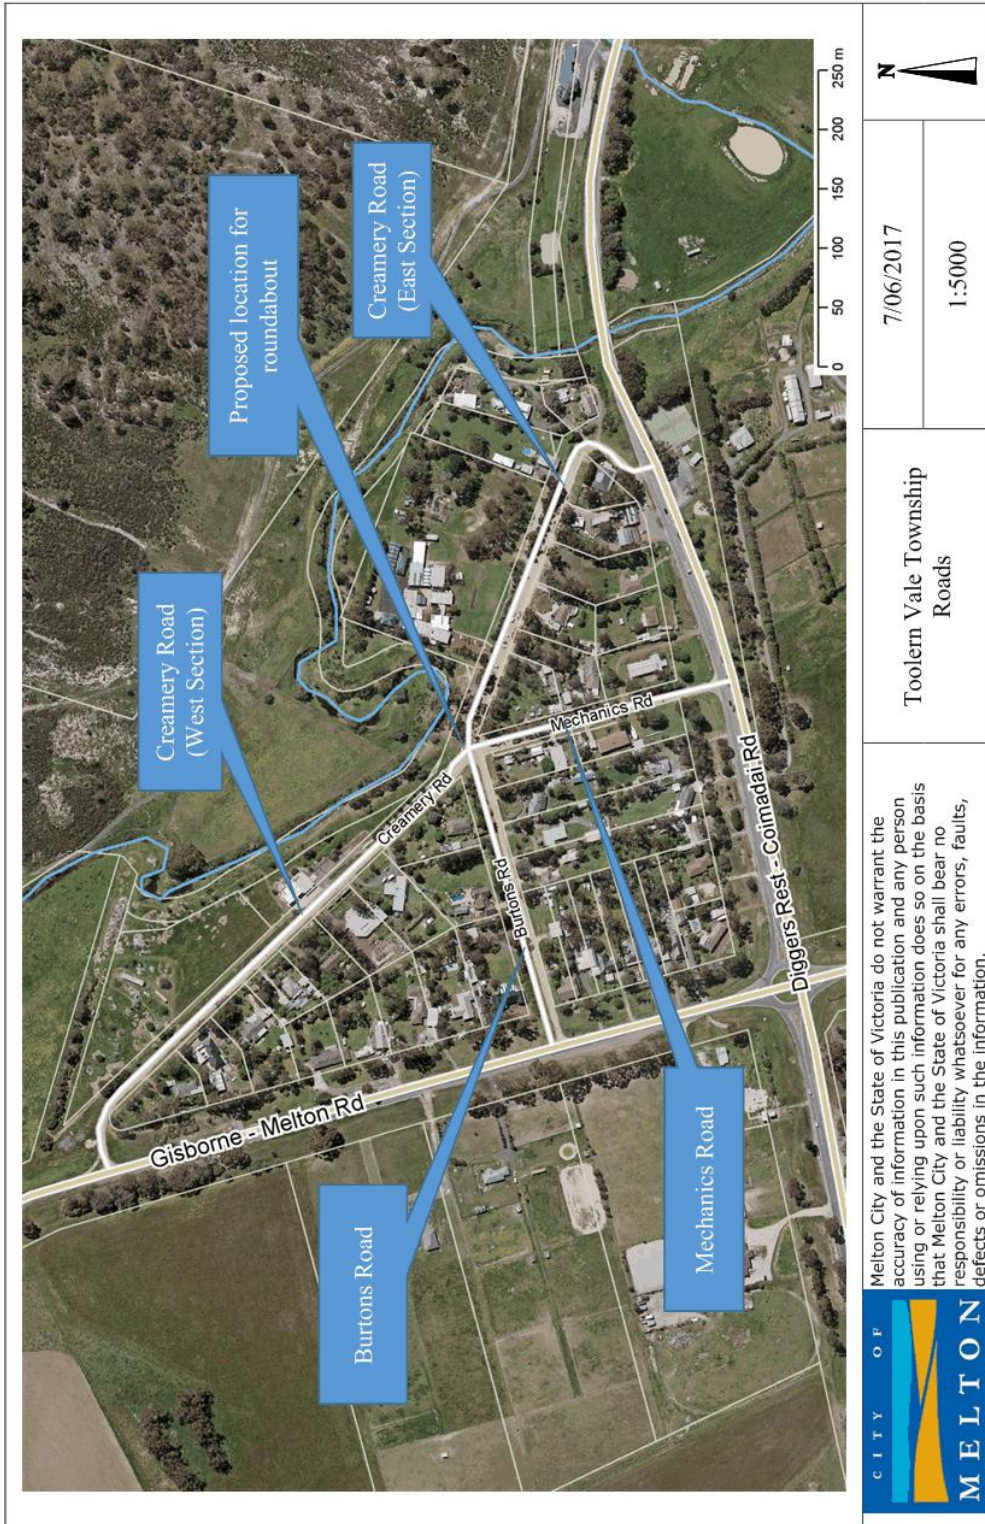 Creamery Road
(West Section)
Proposed location for
roundabout
Creamery Road
(East Section)
Burtons Road
Mechanics Road
Gisborne - Melton Rd
Creamery Rd
Burtons Rd
Mechanics Rd
Diggers Rest - Coimadai Rd
0 50 100 150 200 250 m
CITY OF
MELTON
Melton City and the State of Victoria do not warrant the
accuracy of information in this publication and any person
using or relying upon such information does so on the basis
that Melton City and the State of Victoria shall bear no
responsibility or liability whatsoever for any errors, faults,
defects or omissions in the information.
Toolern Vale Township
Roads
7/06/2017
1:5000
N